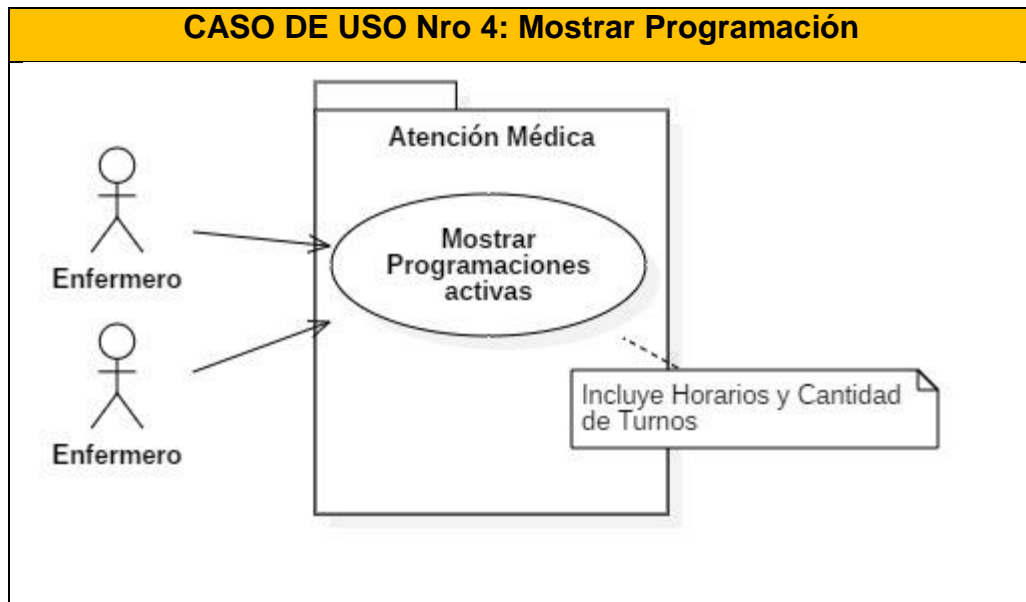 CASO DE USO Nro 4: Mostrar Programación
Atención Médica
Mostrar
Programaciones
activas
Enfermero
Enfermero
Incluye Horarios y Cantidad
de Turnos